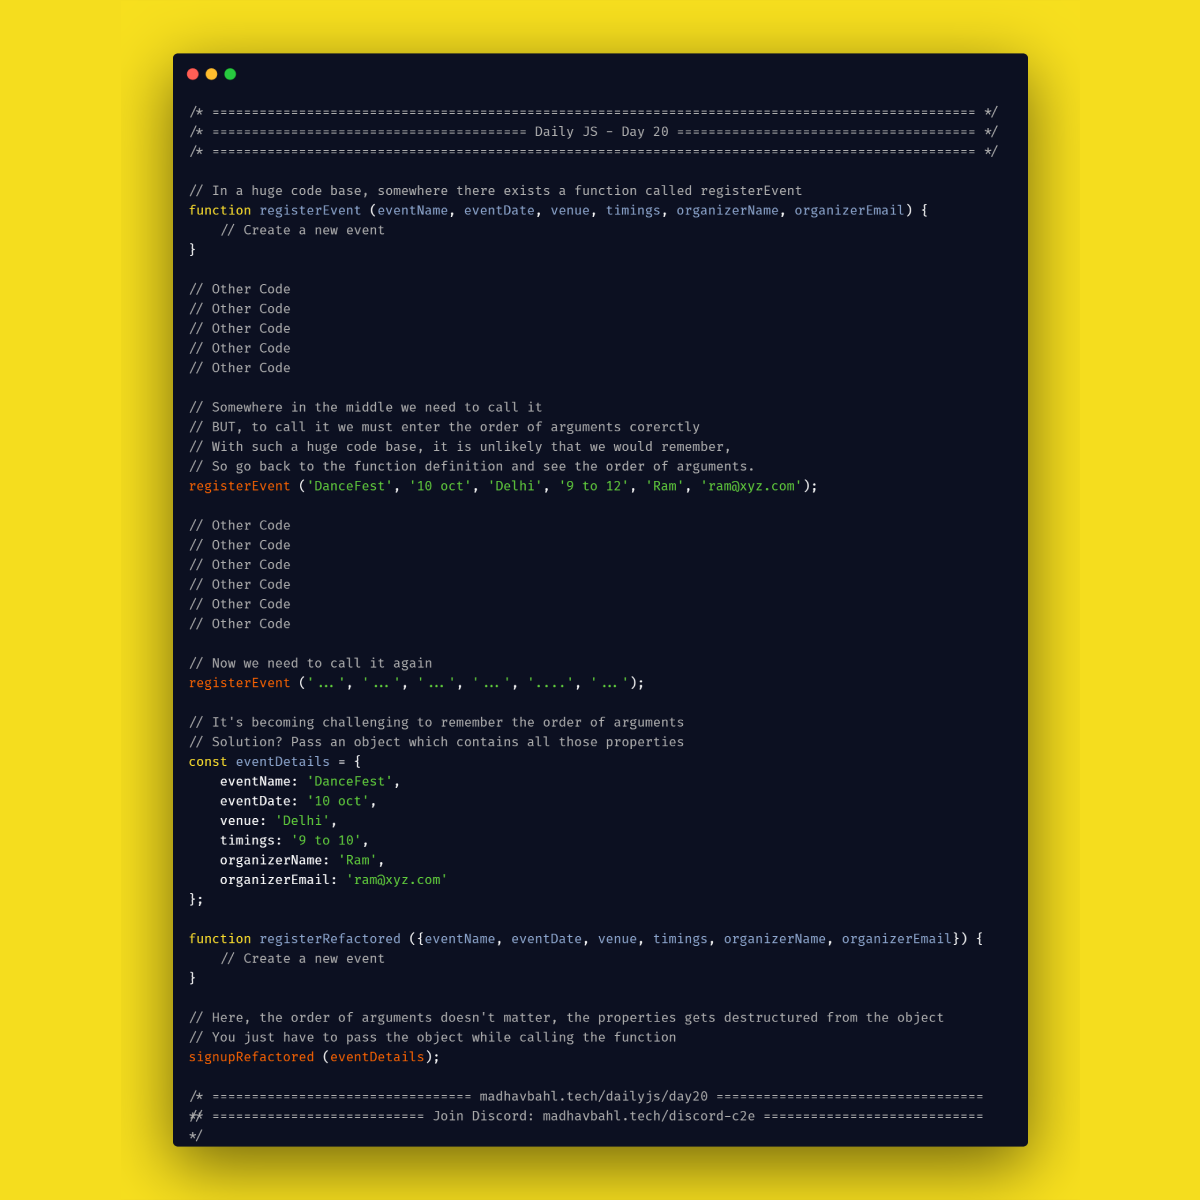 /* ================================================================================================= */
/* ======================================== Daily JS - Day 20 ====================================== */
/* ================================================================================================= */
// In a huge code base, somewhere there exists a function called registerEvent
function registerEvent (eventName, eventDate, venue, timings, organizerName, organizerEmail) {
// Create a new event
}
// Other Code
// Other Code
// Other Code
// Other Code
// Other Code
// Somewhere in the middle we need to call it
// BUT, to call it we must enter the order of arguments corerctly
// With such a huge code base, it is unlikely that we would remember,
// So go back to the function definition and see the order of arguments.
registerEvent ('DanceFest', '10 oct', 'Delhi', '9 to 12', 'Ram', 'ram@xyz.com');
// Other Code
// Other Code
// Other Code
// Other Code
// Other Code
// Other Code
// Now we need to call it again
registerEvent ('...', '...', '...', '...', '....', '...');
// It's becoming challenging to remember the order of arguments
// Solution? Pass an object which contains all those properties
const eventDetails = {
eventName: 'DanceFest',
eventDate: '10 oct',
venue: 'Delhi',
timings: '9 to 10',
organizerName: 'Ram',
organizerEmail: 'ram@xyz.com'
};
function registerRefactored ({eventName, eventDate, venue, timings, organizerName, organizerEmail}) {
// Create a new event
}
// Here, the order of arguments doesn't matter, the properties gets destructured from the object
// You just have to pass the object while calling the function
signupRefactored (eventDetails);
/* ================================= madhavbahl.tech/dailyjs/day20 ==================================
*/
/* =========================== Join Discord: madhavbahl.tech/discord-c2e ============================
*/